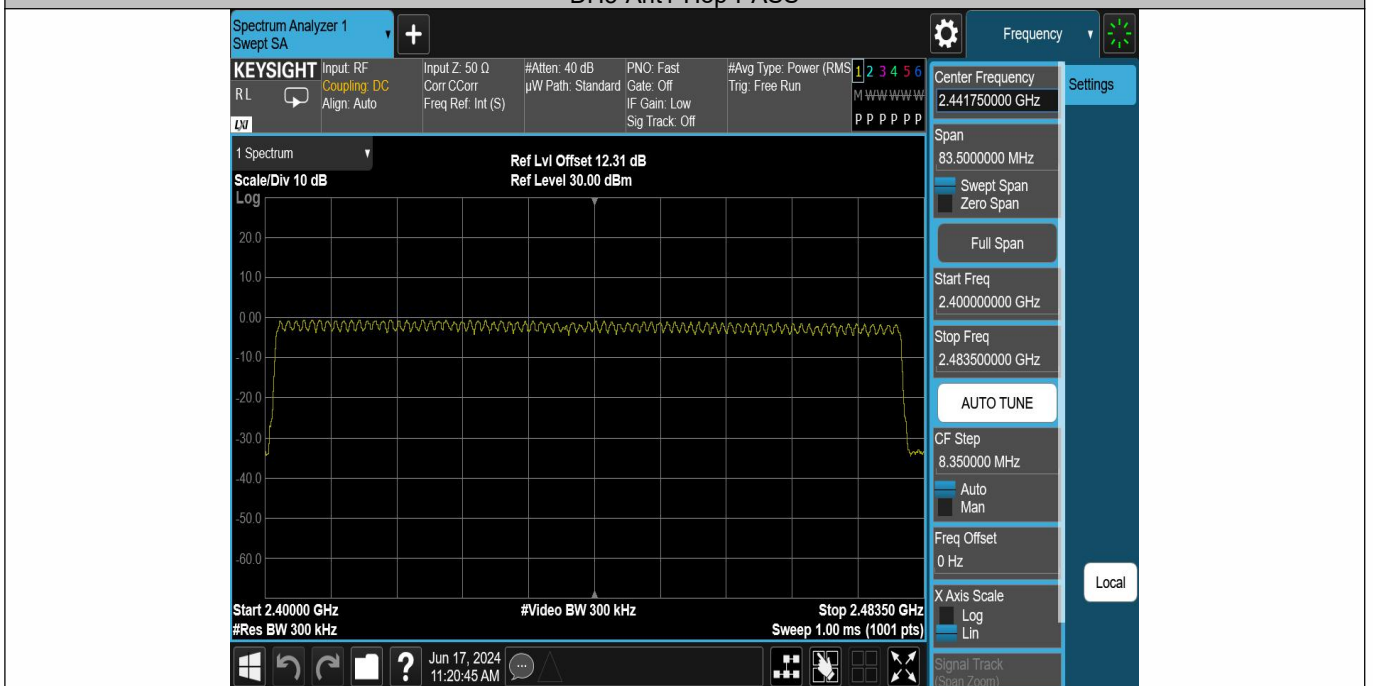 Spectrum Analyzer 1
Swept SA
+
Frequency
KEYSIGHT
RL
LXI
Input: RF
Coupling: DC
Align: Auto
Input Z: 50 Ω
Corr CCorr
Freq Ref: Int (S)
#Atten: 40 dB
µW Path: Standard
PNO: Fast
Gate: Off
IF Gain: Low
Sig Track: Off
#Avg Type: Power (RMS
Trig: Free Run
1 2 3 4 5 6
M W W W W W
P P P P P P
1 Spectrum
Scale/Div 10 dB
Ref Lvl Offset 12.31 dB
Ref Level 30.00 dBm
Log
20.0
10.0
0.00
-10.0
-20.0
-30.0
-40.0
-50.0
-60.0
Start 2.40000 GHz
#Res BW 300 kHz
#Video BW 300 kHz
Stop 2.48350 GHz
Sweep 1.00 ms (1001 pts)
?
Jun 17, 2024
11:20:45 AM
Center Frequency
2.441750000 GHz
Span
83.5000000 MHz
Swept Span
Zero Span
Full Span
Start Freq
2.400000000 GHz
Stop Freq
2.483500000 GHz
AUTO TUNE
CF Step
8.350000 MHz
Auto
Man
Freq Offset
0 Hz
X Axis Scale
Log
Lin
Signal Track
(Span Zoom)
Settings
Local